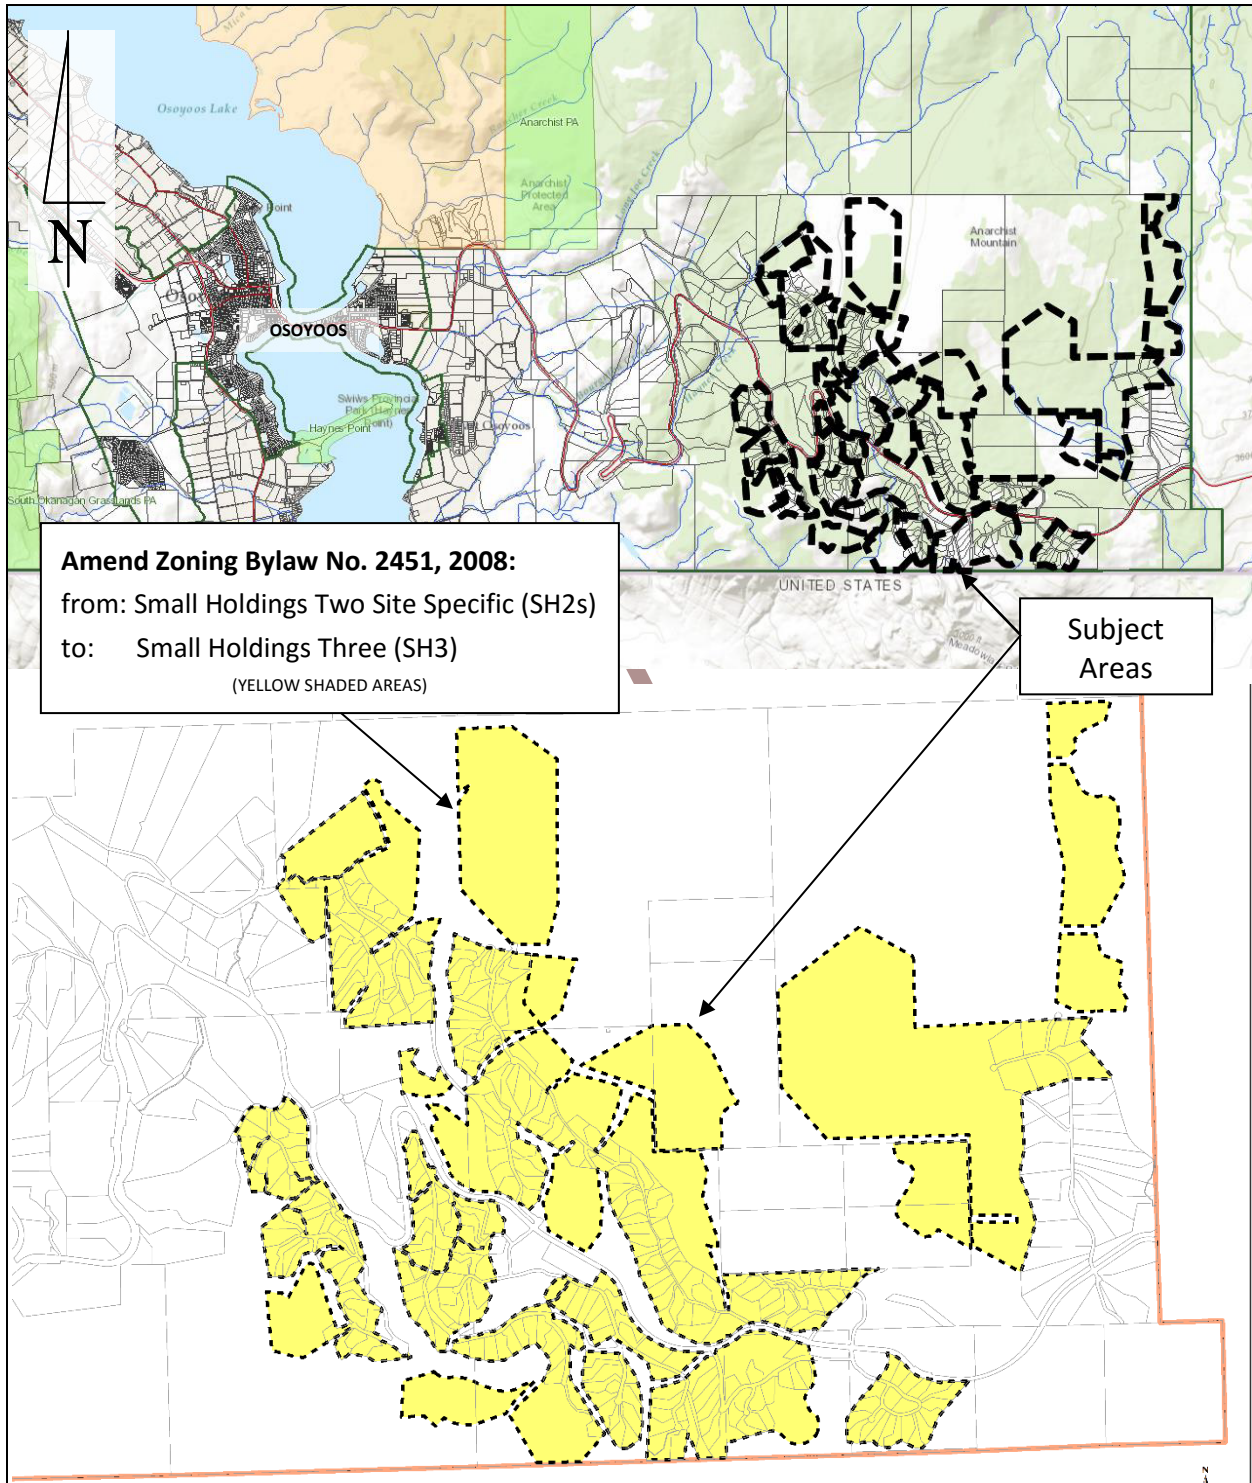 Osoyoos Lake
Anarchist PA
Anarchist
Protected
Area
Anarchist
Mountain
N
OSOYOOS
Haynes Point
South Okanagan Grasslands PA
UNITED STATES
Amend Zoning Bylaw No. 2451, 2008:
from: Small Holdings Two Site Specific (SH2s)
to: Small Holdings Three (SH3)
(YELLOW SHADED AREAS)
Subject
Areas
N